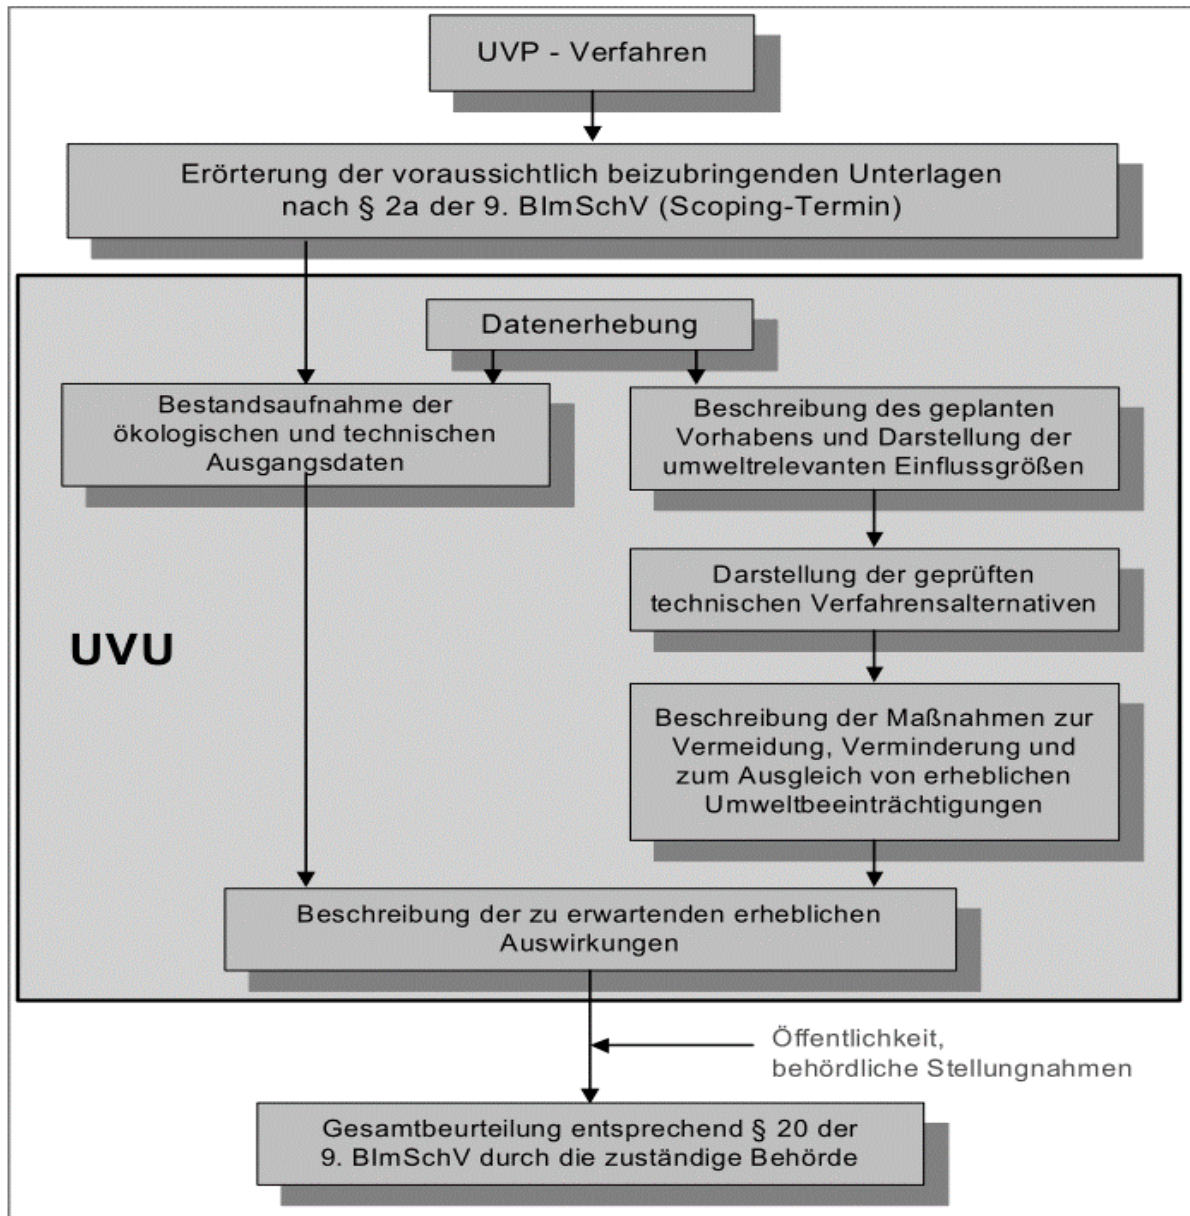 UVP - Verfahren
Erörterung der voraussichtlich beizubringenden Unterlagen
nach § 2a der 9. BImSchV (Scoping-Termin)
Datenerhebung
Bestandsaufnahme der
ökologischen und technischen
Ausgangsdaten
Beschreibung des geplanten
Vorhabens und Darstellung der
umweltrelevanten Einflussgrößen
Darstellung der geprüften
technischen Verfahrensalternativen
UVU
Beschreibung der Maßnahmen zur
Vermeidung, Verminderung und
zum Ausgleich von erheblichen
Umweltbeeinträchtigungen
Beschreibung der zu erwartenden erheblichen
Auswirkungen
Öffentlichkeit,
behördliche Stellungnahmen
Gesamtbeurteilung entsprechend § 20 der
9. BImSchV durch die zuständige Behörde